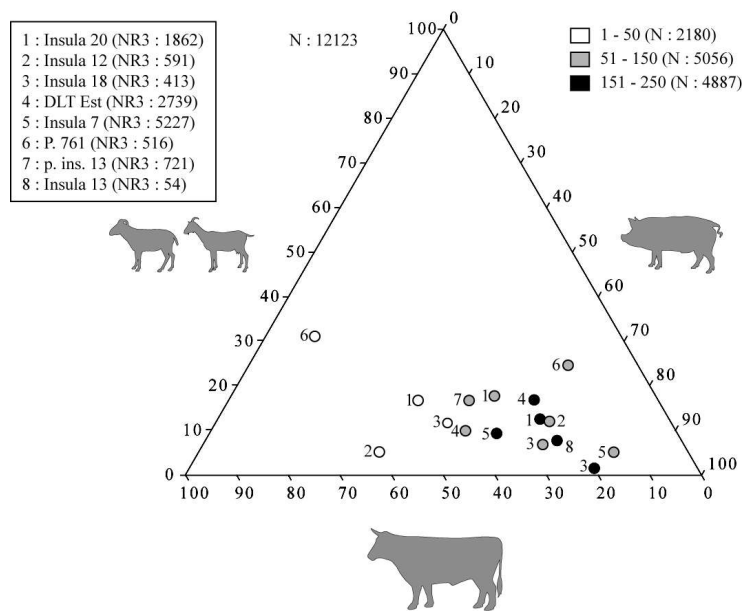 1 : Insula 20 (NR3 : 1862)
2 : Insula 12 (NR3 : 591)
3 : Insula 18 (NR3 : 413)
4 : DLT Est (NR3 : 2739)
5 : Insula 7 (NR3 : 5227)
6 : P. 761 (NR3 : 516)
7 : p. ins. 13 (NR3 : 721)
8 : Insula 13 (NR3 : 54)
N : 12123
1 - 50 (N : 2180)
51 - 150 (N : 5056)
151 - 250 (N : 4887)
100 0
90 10
80 20
70 30
60 40
50 50
40 60
30 70
20 80
10 90
0 100
6
6
1 7 1 4
3 4 5 1 2
2 3 8 5
3
100 90 80 70 60 50 40 30 20 10 0